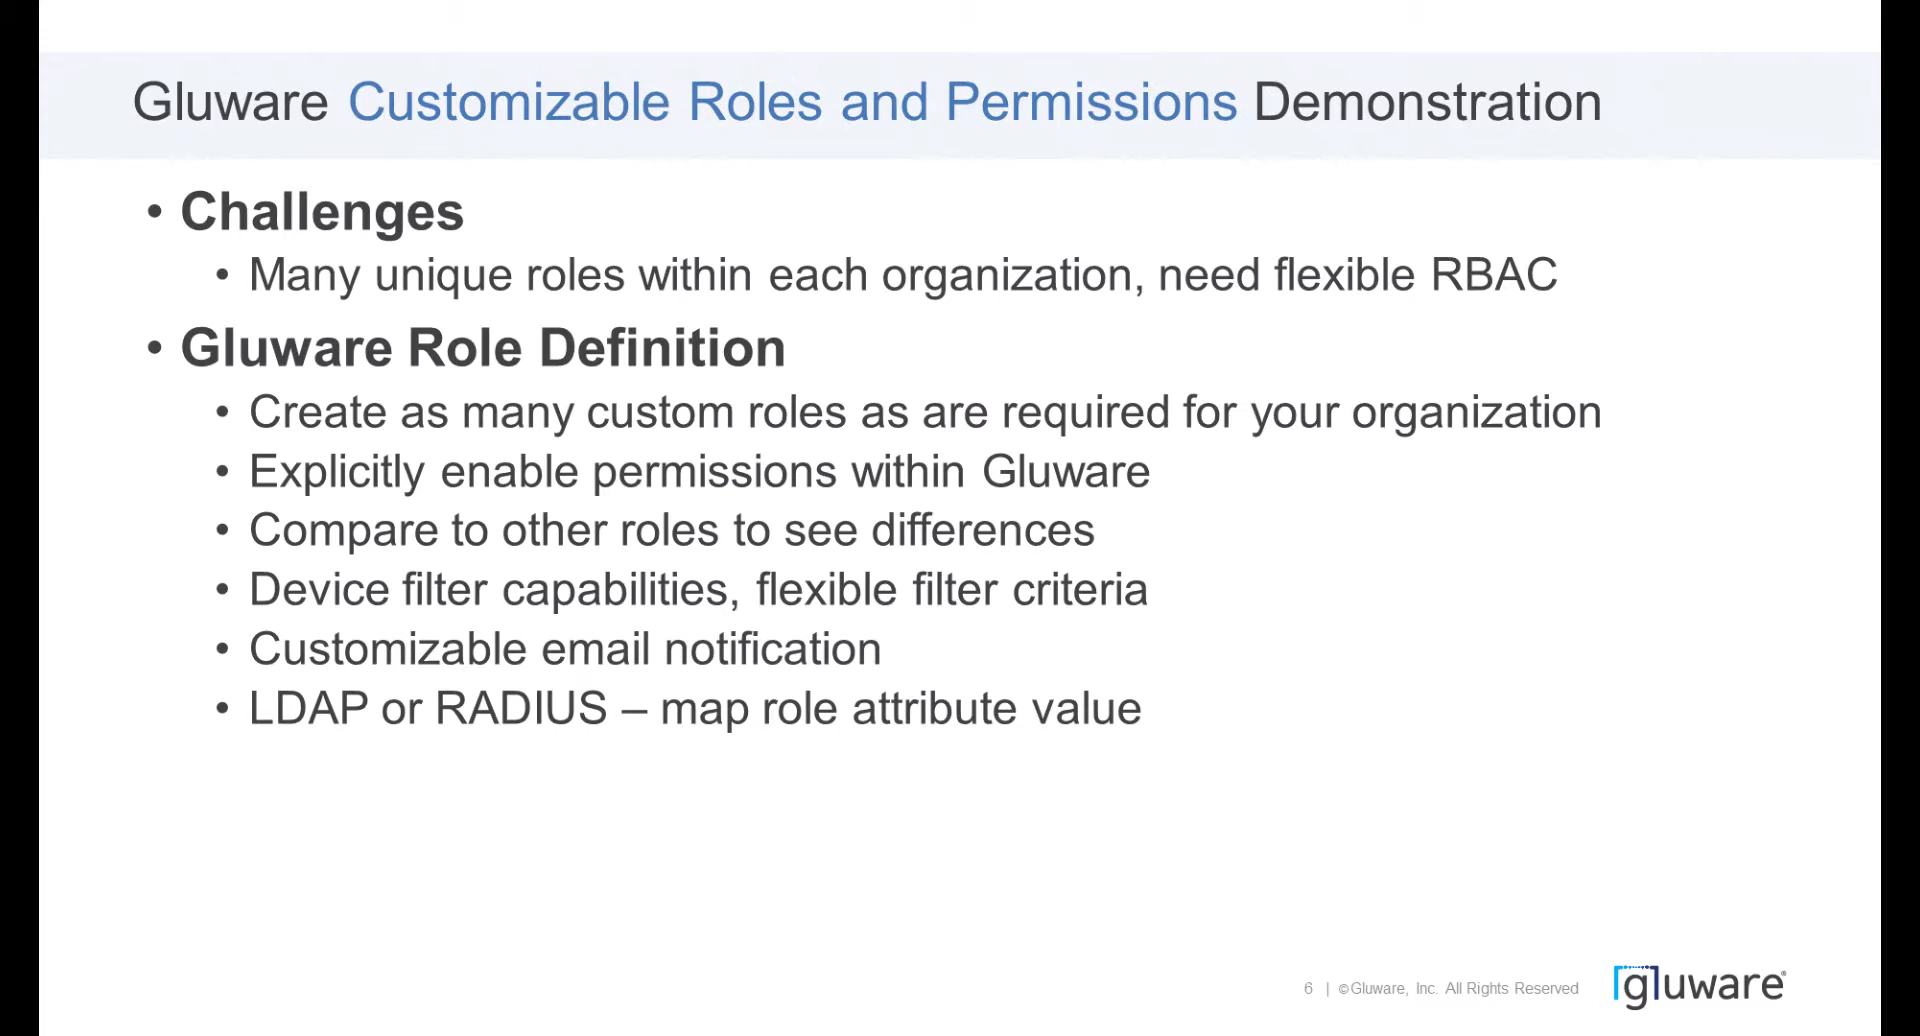 Gluware Customizable Roles and Permissions Demonstration
• Challenges
• Many unique roles within each organization, need flexible RBAC
• Gluware Role Definition
• Create as many custom roles as are required for your organization
• Explicitly enable permissions within Gluware
• Compare to other roles to see differences
• Device filter capabilities, flexible filter criteria
• Customizable email notification
• LDAP or RADIUS – map role attribute value
6 | ©Gluware, Inc. All Rights Reserved
gluware®